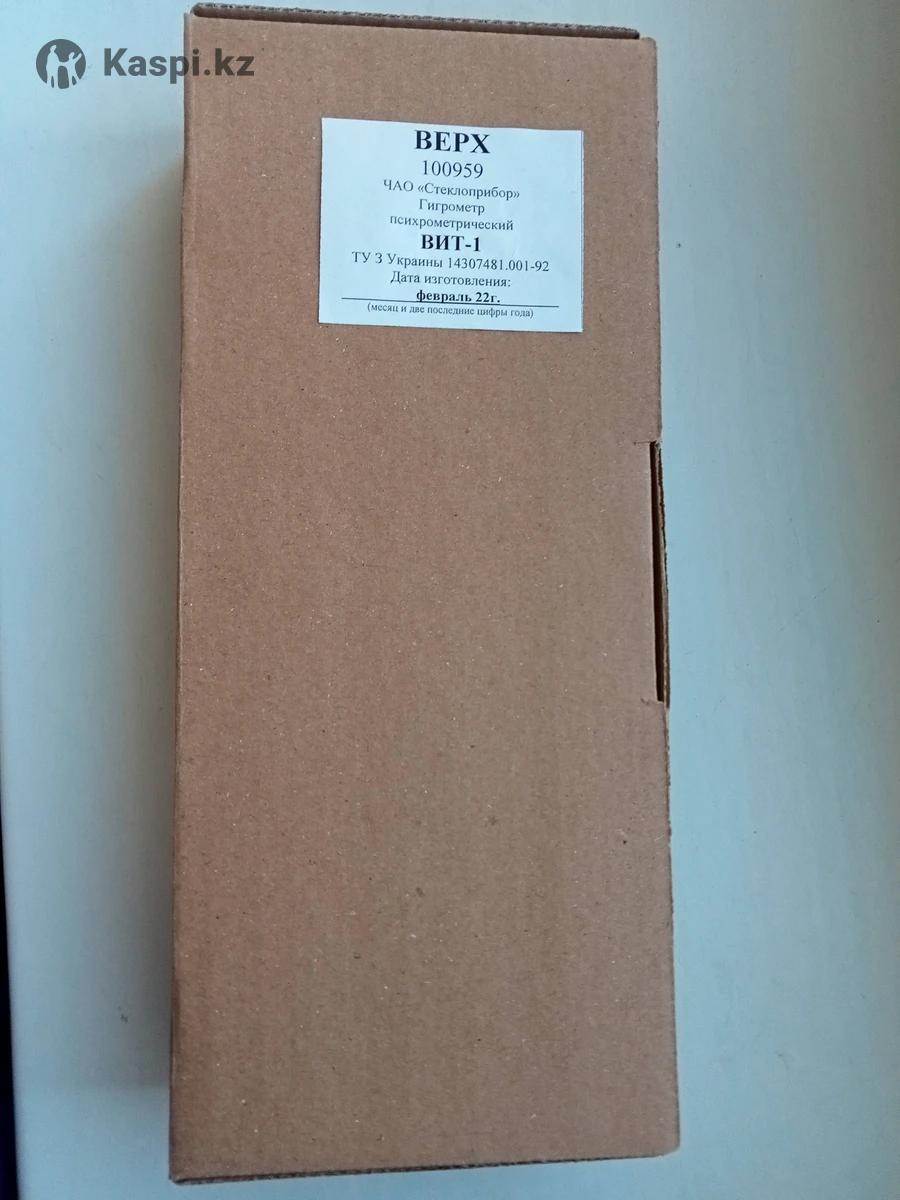 Kaspi.kz
ВЕРХ
100959
ЧАО «Стеклоприбор»
Гигрометр
психрометрический
ВИТ-1
ТУ З Украины 14307481.001-92
Дата изготовления:
февраль 22г.
(месяц и две последние цифры года)